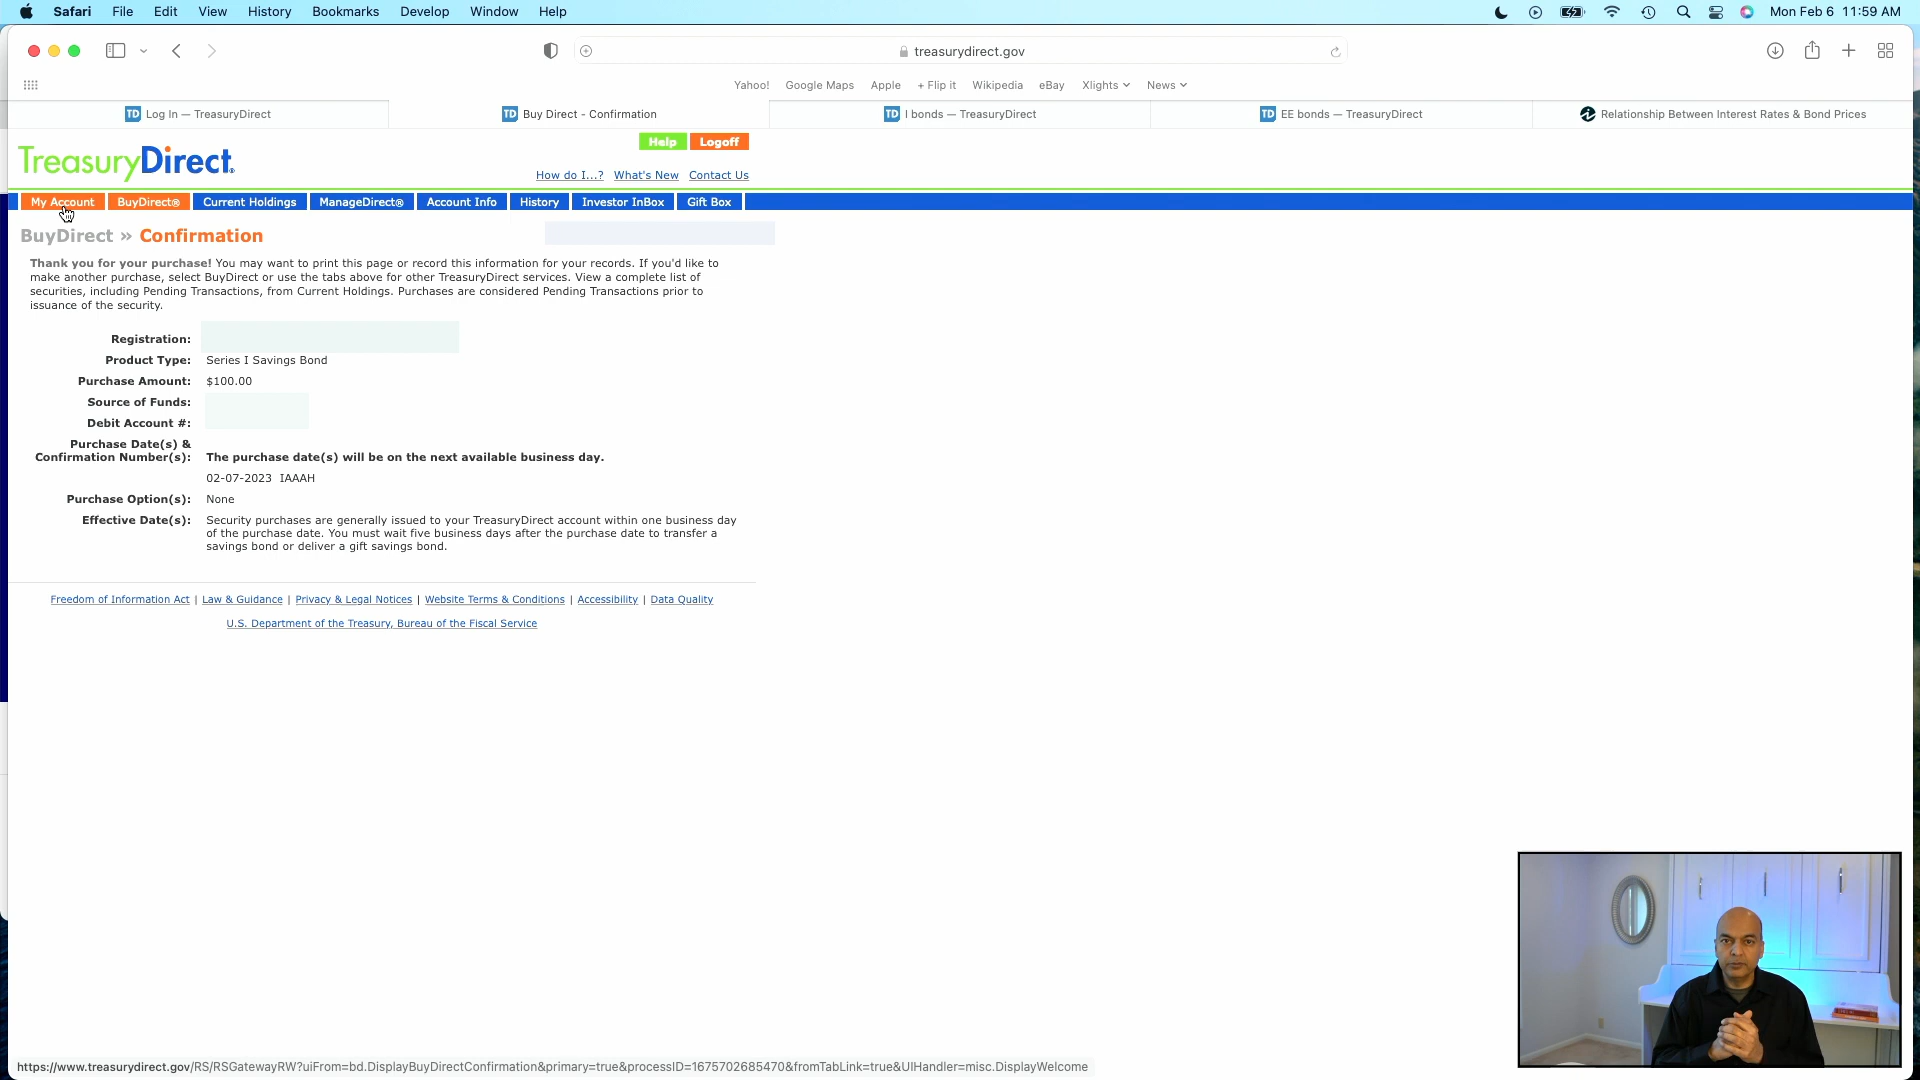 Safari File Edit View History Bookmarks Develop Window Help Mon Feb 6 11:59 AM
treasurydirect.gov
Yahoo! Google Maps Apple + Flip it Wikipedia eBay Xlights News
TD Log In — TreasuryDirect TD Buy Direct - Confirmation TD I bonds — TreasuryDirect TD EE bonds — TreasuryDirect Relationship Between Interest Rates & Bond Prices
Help Logoff
TreasuryDirect®
How do I...? What's New Contact Us
My Account BuyDirect® Current Holdings ManageDirect® Account Info History Investor InBox Gift Box
BuyDirect » Confirmation
Thank you for your purchase! You may want to print this page or record this information for your records. If you'd like to
make another purchase, select BuyDirect or use the tabs above for other TreasuryDirect services. View a complete list of
securities, including Pending Transactions, from Current Holdings. Purchases are considered Pending Transactions prior to
issuance of the security.
Registration:
Product Type: Series I Savings Bond
Purchase Amount: $100.00
Source of Funds:
Debit Account #:
Purchase Date(s) &
Confirmation Number(s): The purchase date(s) will be on the next available business day.
02-07-2023 IAAAH
Purchase Option(s): None
Effective Date(s): Security purchases are generally issued to your TreasuryDirect account within one business day
of the purchase date. You must wait five business days after the purchase date to transfer a
savings bond or deliver a gift savings bond.
Freedom of Information Act | Law & Guidance | Privacy & Legal Notices | Website Terms & Conditions | Accessibility | Data Quality
U.S. Department of the Treasury, Bureau of the Fiscal Service
https://www.treasurydirect.gov/RS/RSGatewayRW?uiFrom=bd.DisplayBuyDirectConfirmation&primary=true&processID=1675702685470&fromTabLink=true&UIHandler=misc.DisplayWelcome